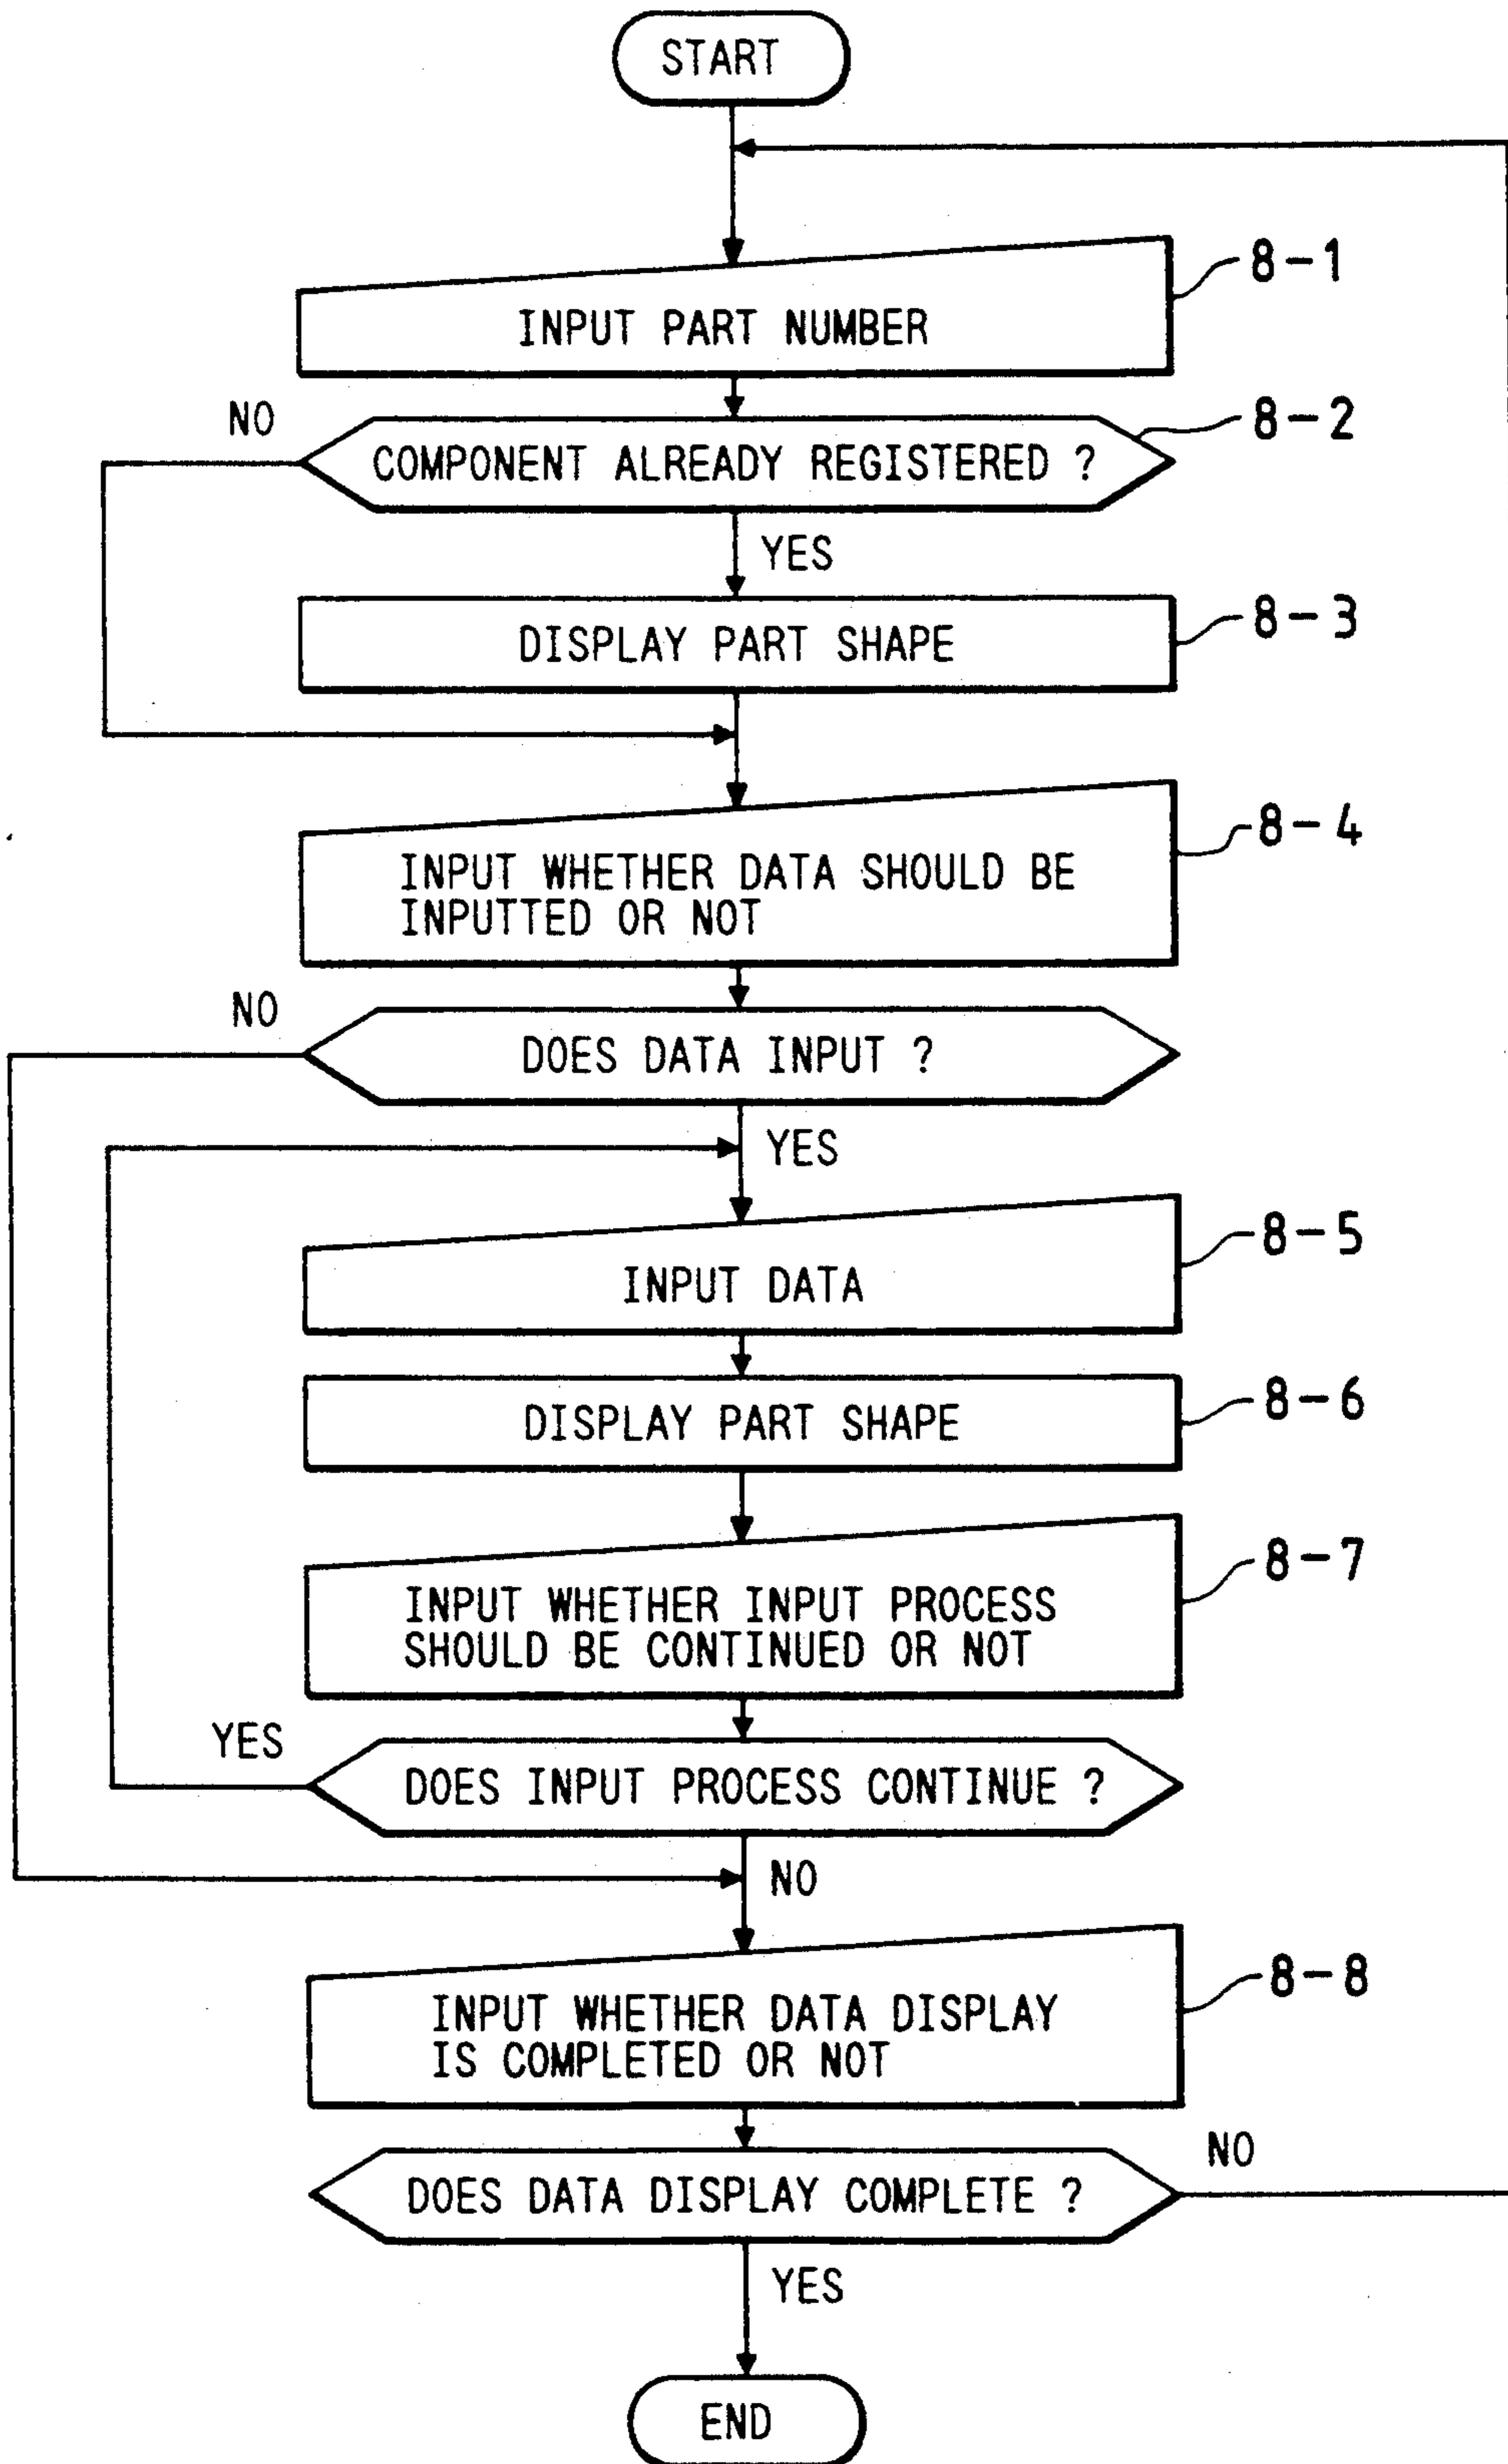 START
8-1
INPUT PART NUMBER
NO
8-2
COMPONENT ALREADY REGISTERED ?
YES
8-3
DISPLAY PART SHAPE
8-4
INPUT WHETHER DATA SHOULD BE
INPUTTED OR NOT
NO
DOES DATA INPUT ?
YES
8-5
INPUT DATA
8-6
DISPLAY PART SHAPE
8-7
INPUT WHETHER INPUT PROCESS
SHOULD BE CONTINUED OR NOT
YES
DOES INPUT PROCESS CONTINUE ?
NO
8-8
INPUT WHETHER DATA DISPLAY
IS COMPLETED OR NOT
NO
DOES DATA DISPLAY COMPLETE ?
YES
END